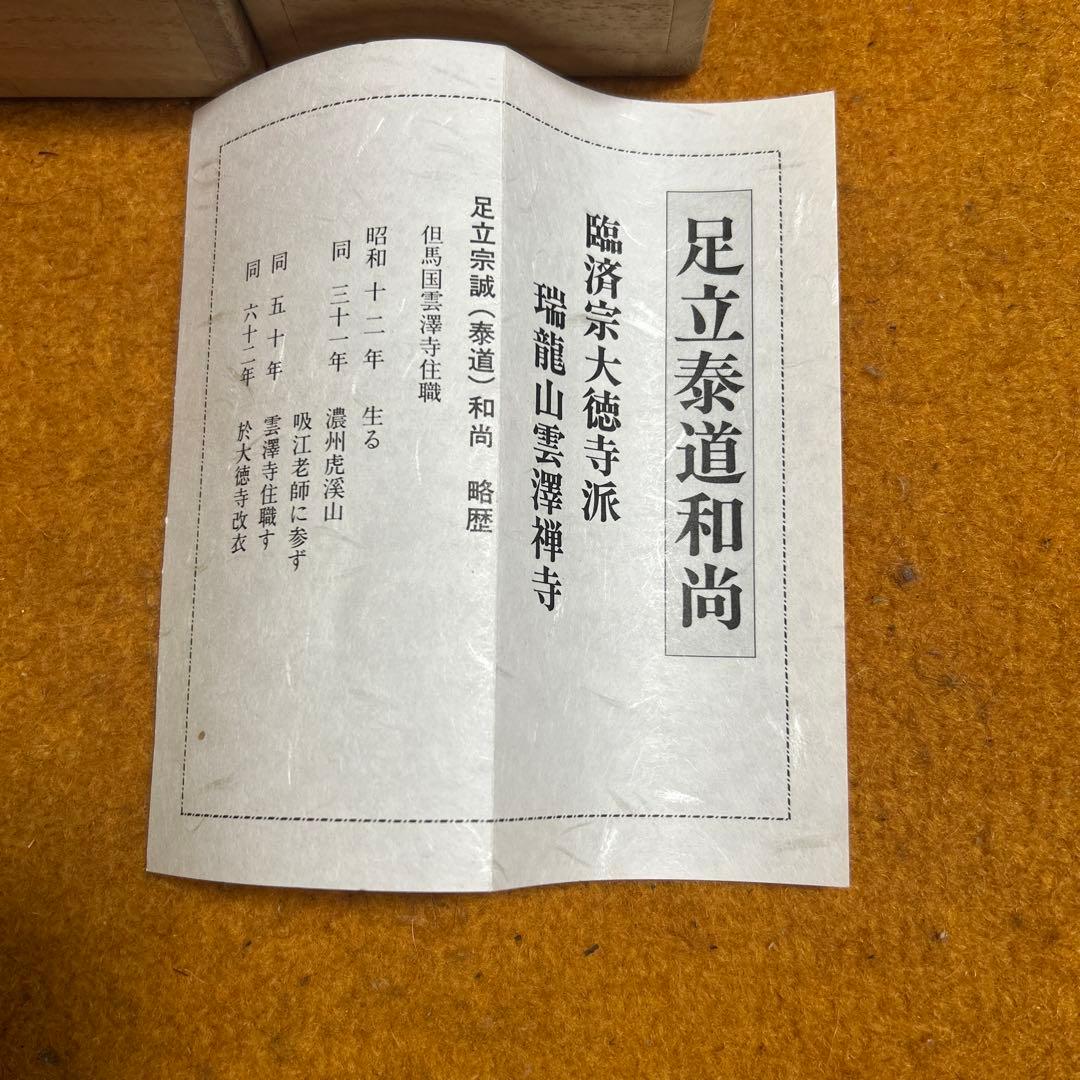 足立泰道和尚
臨済宗大徳寺派
瑞龍山雲澤禅寺
足立宗誠(泰道)和尚 略歴
但馬国雲澤寺住職
昭和 十二年 生る
同 三十一年 濃州虎溪山
吸江老師に参ず
同 五十年 雲澤寺住職す
同 六十二年 於大徳寺改衣